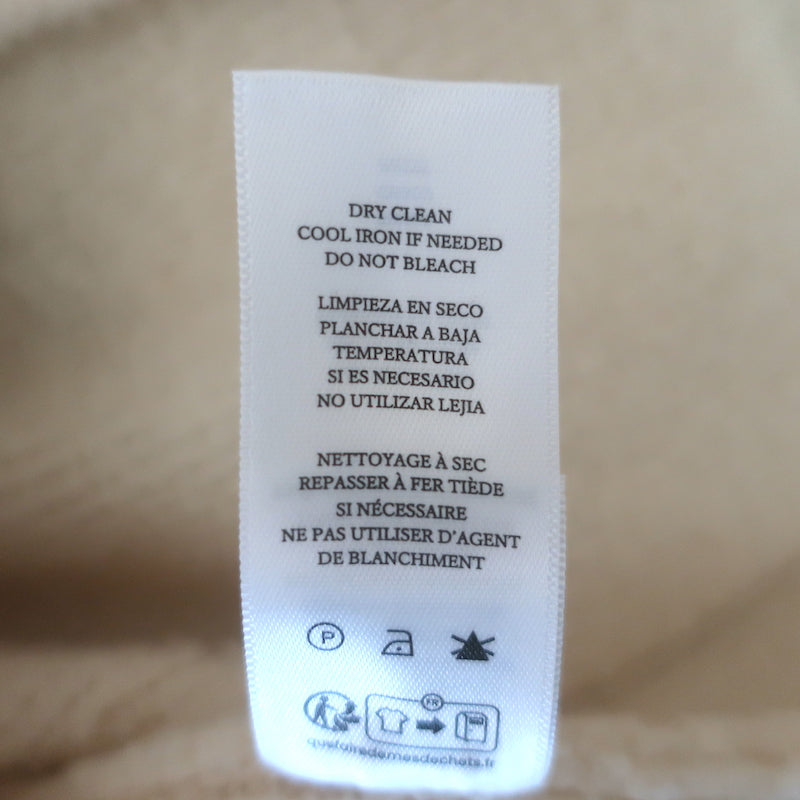 DRY CLEAN
COOL IRON IF NEEDED
DO NOT BLEACH
LIMPIEZA EN SECO
PLANCHAR A BAJA
TEMPERATURA
SI ES NECESARIO
NO UTILIZAR LEJIA
NETTOYAGE À SEC
REPASSER À FER TIÈDE
SI NÉCESSAIRE
NE PAS UTILISER D'AGENT
DE BLANCHIMENT
P
FR
quefairedemesdechets.fr